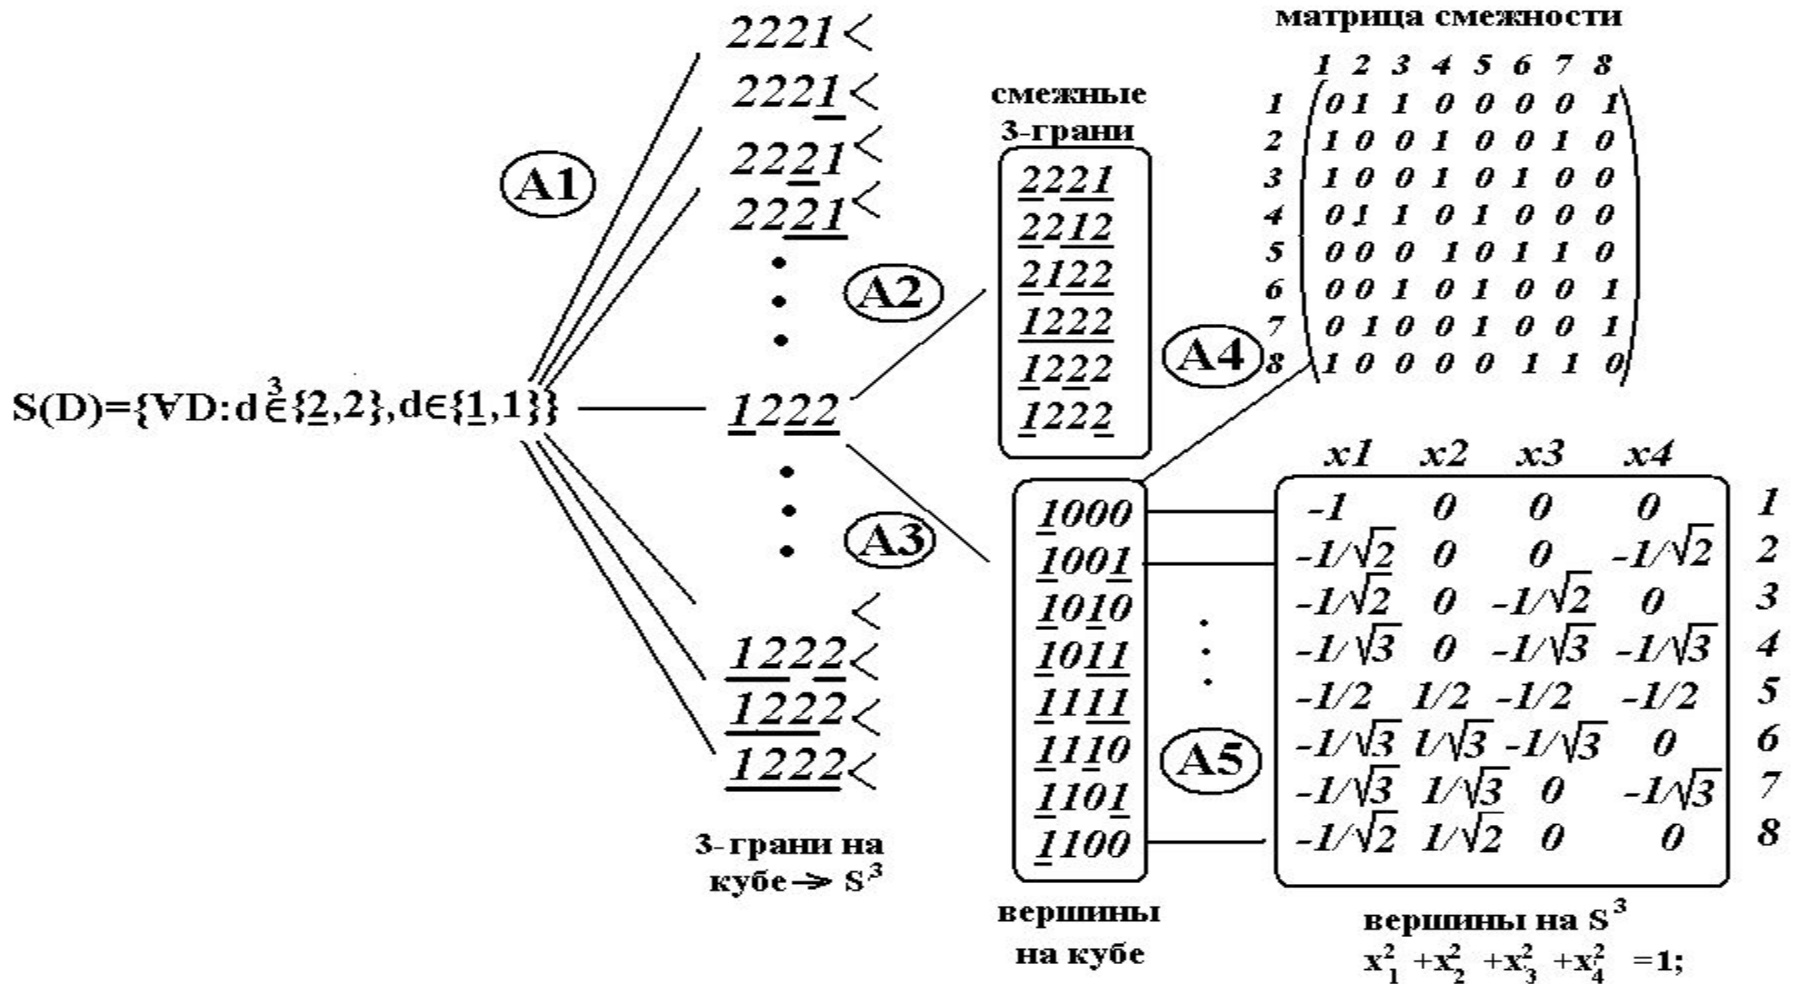 S(D)={∀D:d∈³{2,2},d∈{1,1}}
A1
2221<
2221<
2221<
2221<
1222
<
1222<
1222<
1222<
3-грани на
кубе -> S³
A2
A3
смежные
3-грани
2221
2212
2122
1222
1222
1222
1000
1001
1010
1011
1111
1110
1101
1100
вершины
на кубе
A4
A5
матрица смежности
1 2 3 4 5 6 7 8
1 0 1 1 0 0 0 0 1
2 1 0 0 1 0 0 1 0
3 1 0 0 1 0 1 0 0
4 0 1 1 0 1 0 0 0
5 0 0 0 1 0 1 1 0
6 0 0 1 0 1 0 0 1
7 0 1 0 0 1 0 0 1
8 1 0 0 0 0 1 1 0
x1 x2 x3 x4
-1 0 0 0 1
-1/√2 0 0 -1/√2 2
-1/√2 0 -1/√2 0 3
-1/√3 0 -1/√3 -1/√3 4
-1/2 1/2 -1/2 -1/2 5
-1/√3 1/√3 -1/√3 0 6
-1/√3 1/√3 0 -1/√3 7
-1/√2 1/√2 0 0 8
вершины на S³
x₁² +x₂² +x₃² +x₄² =1;